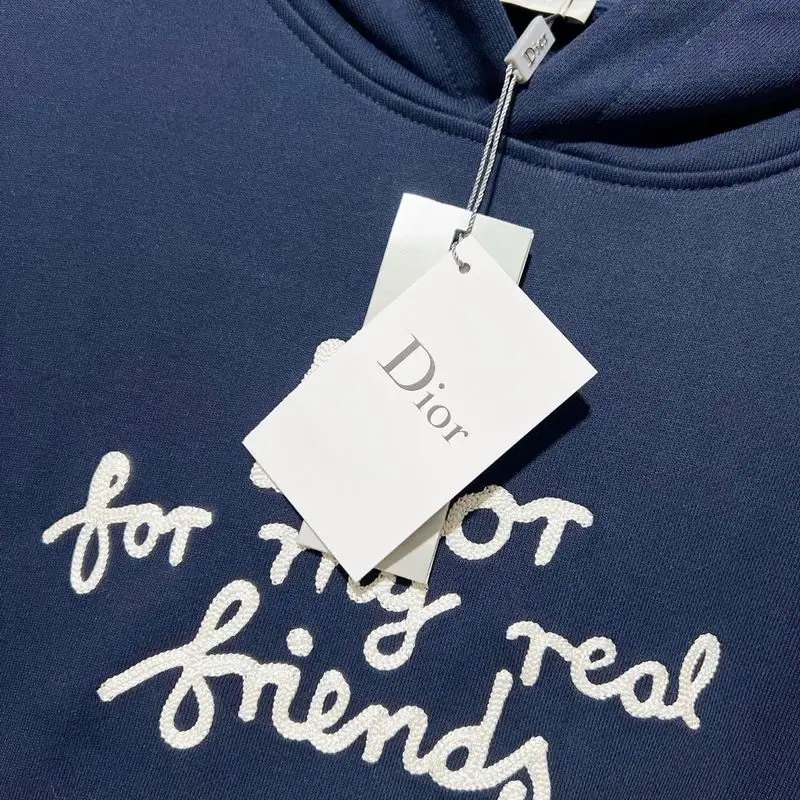 Dior
Dior
for my real
friends